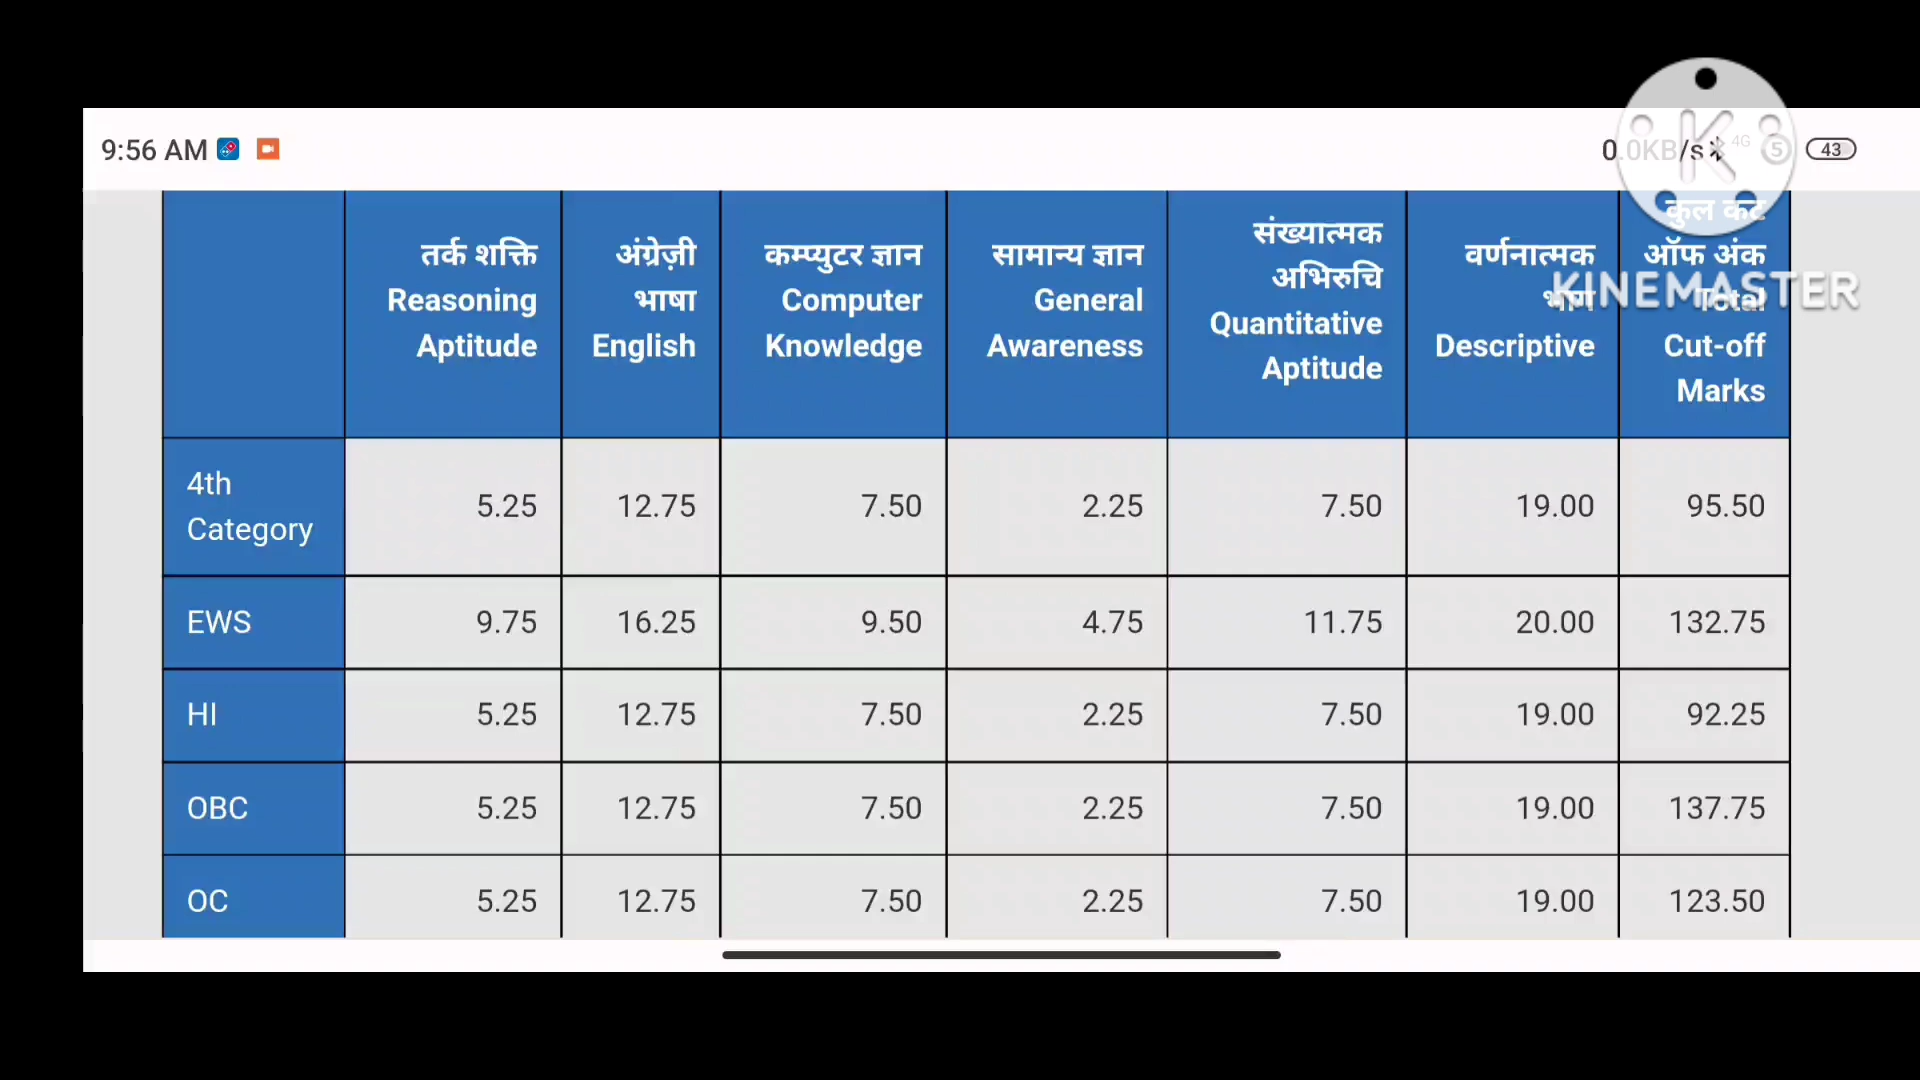 9:56 AM
0.0KB/s 4G 5 43
KINEMASTER
तर्क शक्ति
Reasoning
Aptitude
अंग्रेज़ी
भाषा
English
कम्प्युटर ज्ञान
Computer
Knowledge
सामान्य ज्ञान
General
Awareness
संख्यात्मक
अभिरुचि
Quantitative
Aptitude
वर्णनात्मक
Descriptive
कुल कट
ऑफ अंक
Total
Cut-off
Marks
4th
Category
5.25 12.75 7.50 2.25 7.50 19.00 95.50
EWS 9.75 16.25 9.50 4.75 11.75 20.00 132.75
HI 5.25 12.75 7.50 2.25 7.50 19.00 92.25
OBC 5.25 12.75 7.50 2.25 7.50 19.00 137.75
OC 5.25 12.75 7.50 2.25 7.50 19.00 123.50